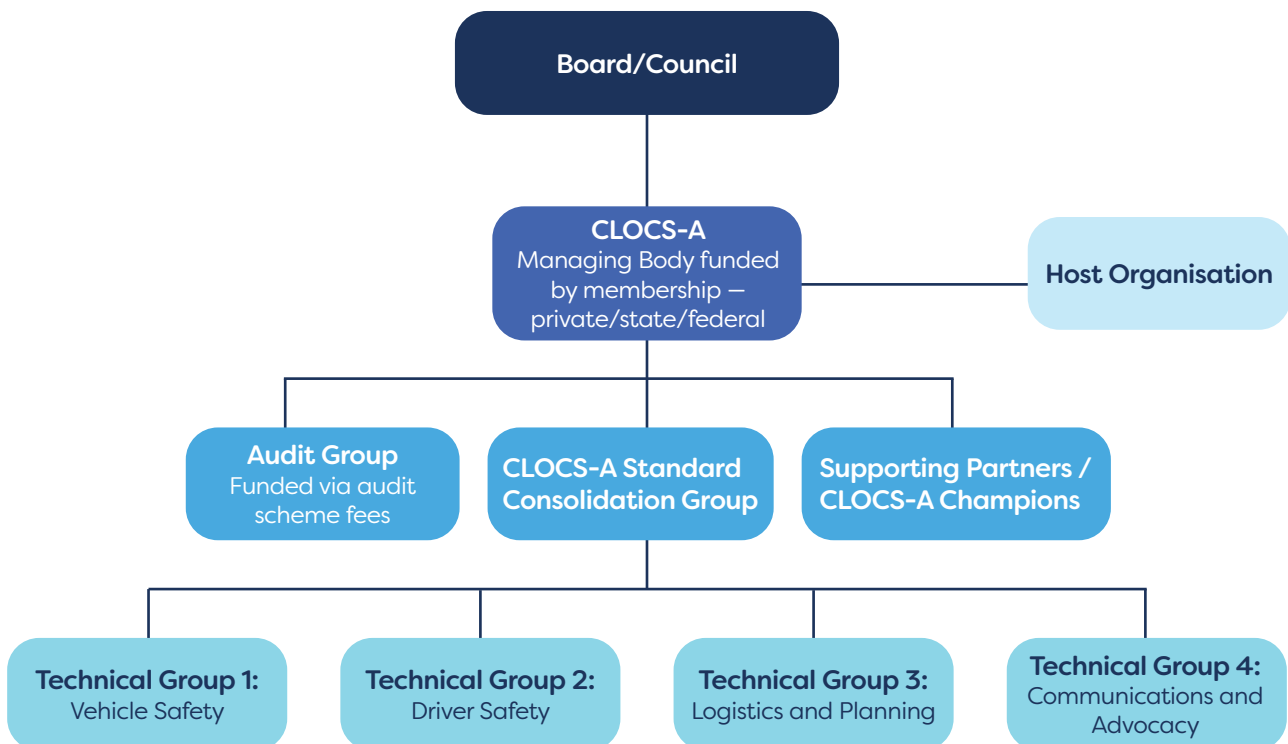 Board/Council
CLOCS-A
Managing Body funded
by membership —
private/state/federal
Host Organisation
Audit Group
Funded via audit
scheme fees
CLOCS-A Standard
Consolidation Group
Supporting Partners /
CLOCS-A Champions
Technical Group 1:
Vehicle Safety
Technical Group 2:
Driver Safety
Technical Group 3:
Logistics and Planning
Technical Group 4:
Communications and
Advocacy